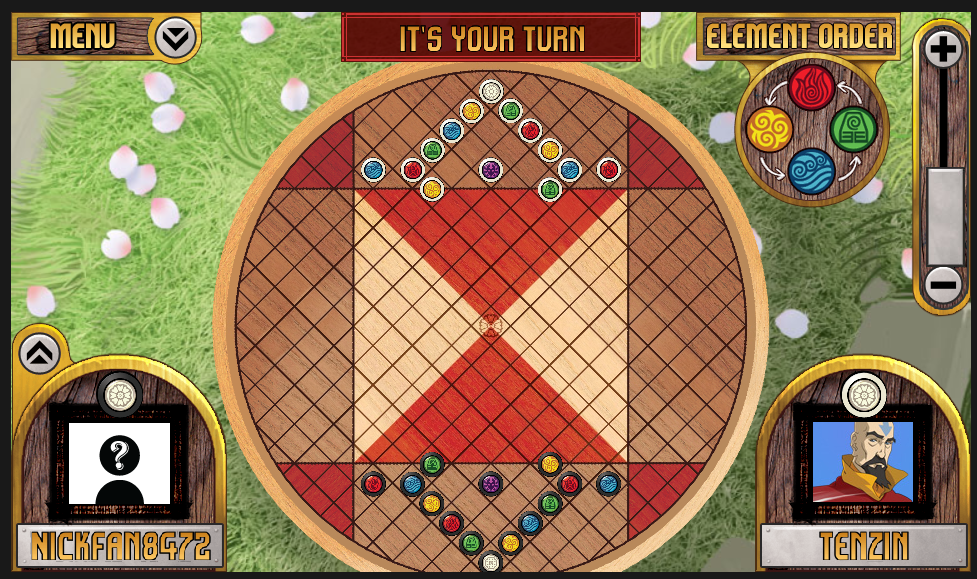 MENU
IT'S YOUR TURN
ELEMENT ORDER
NICKFAN8472
TENZIN